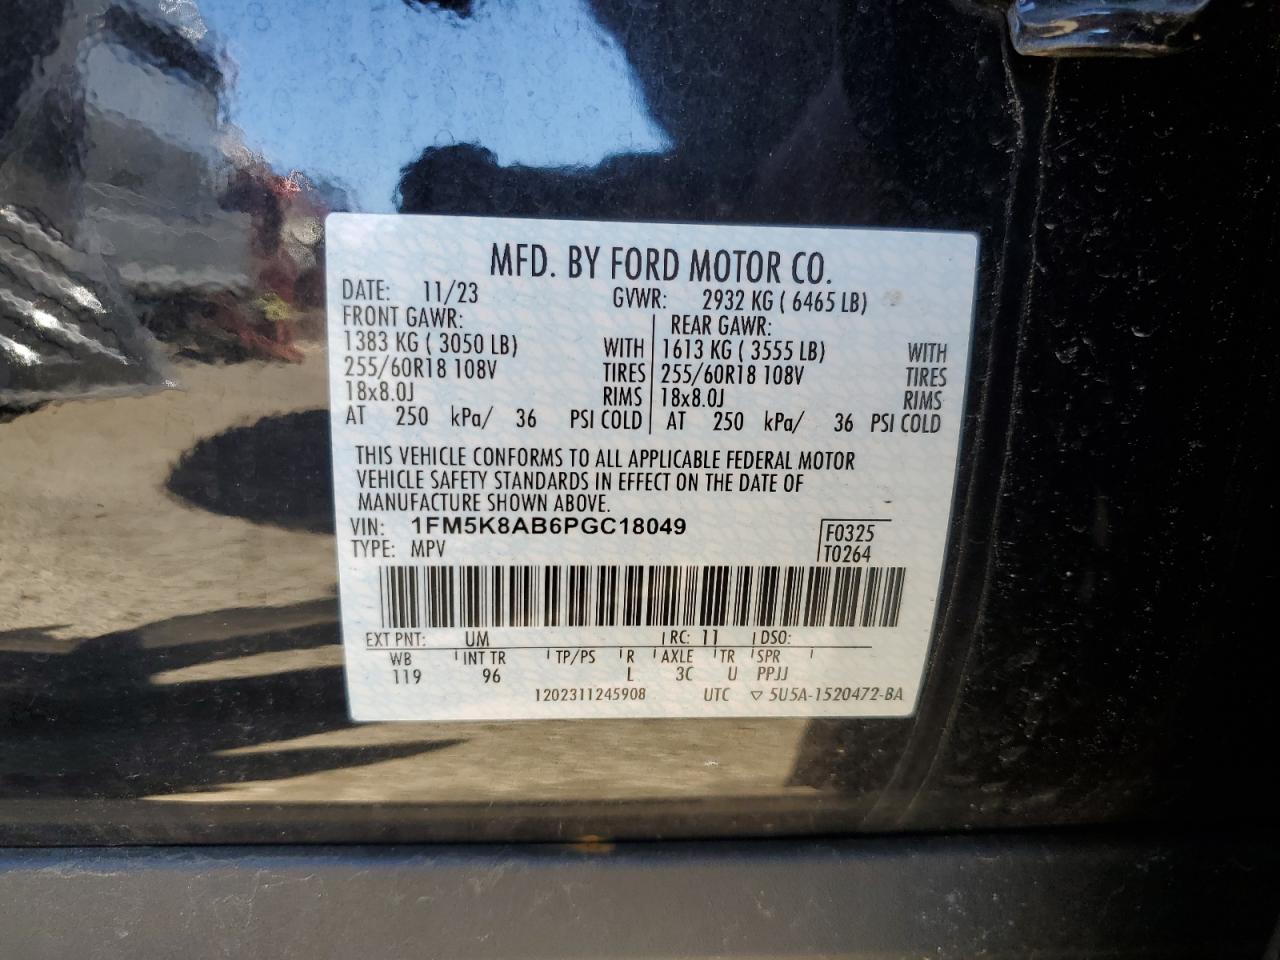 MFD. BY FORD MOTOR CO.
DATE: 11/23 GVWR: 2932 KG ( 6465 LB)
FRONT GAWR: REAR GAWR:
1383 KG ( 3050 LB) WITH 1613 KG ( 3555 LB) WITH
255/60R18 108V TIRES 255/60R18 108V TIRES
18x8.0J RIMS 18x8.0J RIMS
AT 250 kPa/ 36 PSI COLD AT 250 kPa/ 36 PSI COLD
THIS VEHICLE CONFORMS TO ALL APPLICABLE FEDERAL MOTOR
VEHICLE SAFETY STANDARDS IN EFFECT ON THE DATE OF
MANUFACTURE SHOWN ABOVE.
VIN: 1FM5K8AB6PGC18049 F0325
TYPE: MPV T0264
EXT PNT: UM RC: 11 DSO:
WB INT TR TP/PS R AXLE TR SPR
119 96 L 3C U PPJJ
1202311245908 UTC ▽ 5U5A-1520472-BA